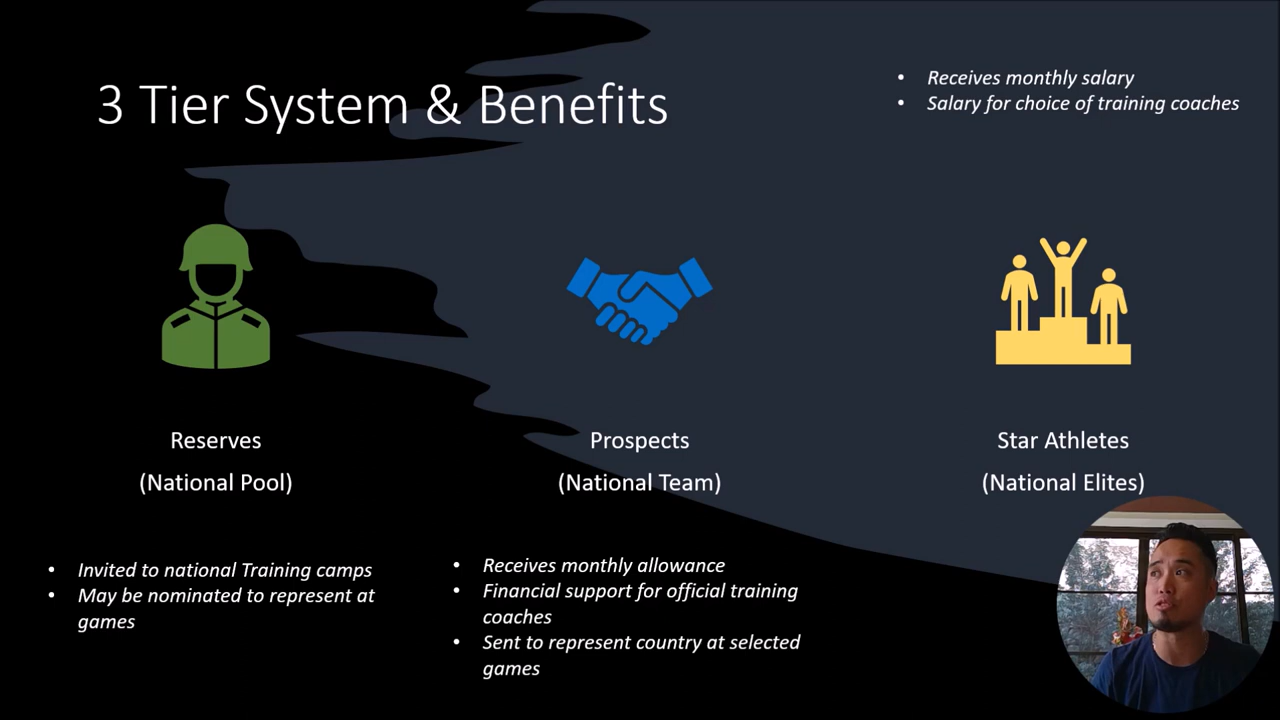 3 Tier System & Benefits
• Receives monthly salary
• Salary for choice of training coaches
Reserves
(National Pool)
• Invited to national Training camps
• May be nominated to represent at
games
Prospects
(National Team)
• Receives monthly allowance
• Financial support for official training
coaches
• Sent to represent country at selected
games
Star Athletes
(National Elites)